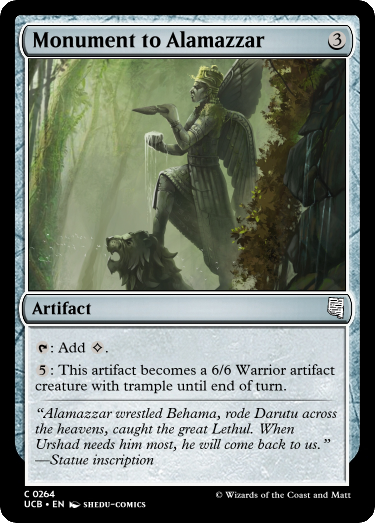 Monument to Alamazzar 3
Artifact
: Add .
5 : This artifact becomes a 6/6 Warrior artifact
creature with trample until end of turn.
“Alamazzar wrestled Behama, rode Darutu across
the heavens, caught the great Lethul. When
Urshad needs him most, he will come back to us.”
—Statue inscription
C 0264
UCB • EN SHEDU-COMICS © Wizards of the Coast and Matt